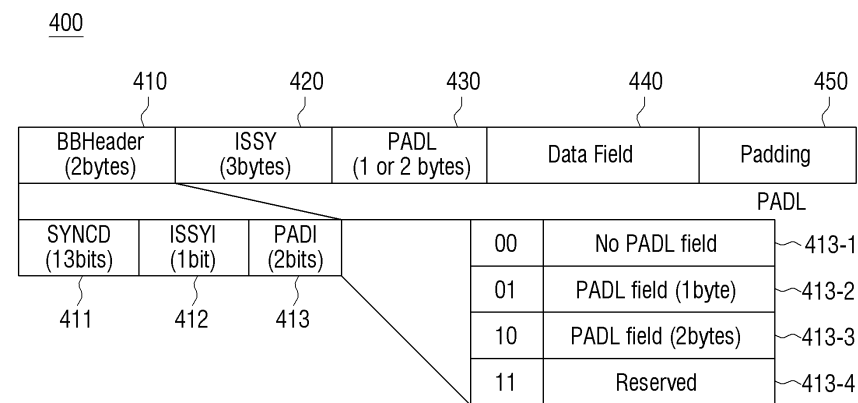 400
410 420 430 440 450
BBHeader
(2bytes)
ISSY
(3bytes)
PADL
(1 or 2 bytes)
Data Field
Padding
PADL
SYNCD
(13bits)
ISSYI
(1bit)
PADI
(2bits)
411 412 413
00 No PADL field 413-1
01 PADL field (1byte) 413-2
10 PADL field (2bytes) 413-3
11 Reserved 413-4